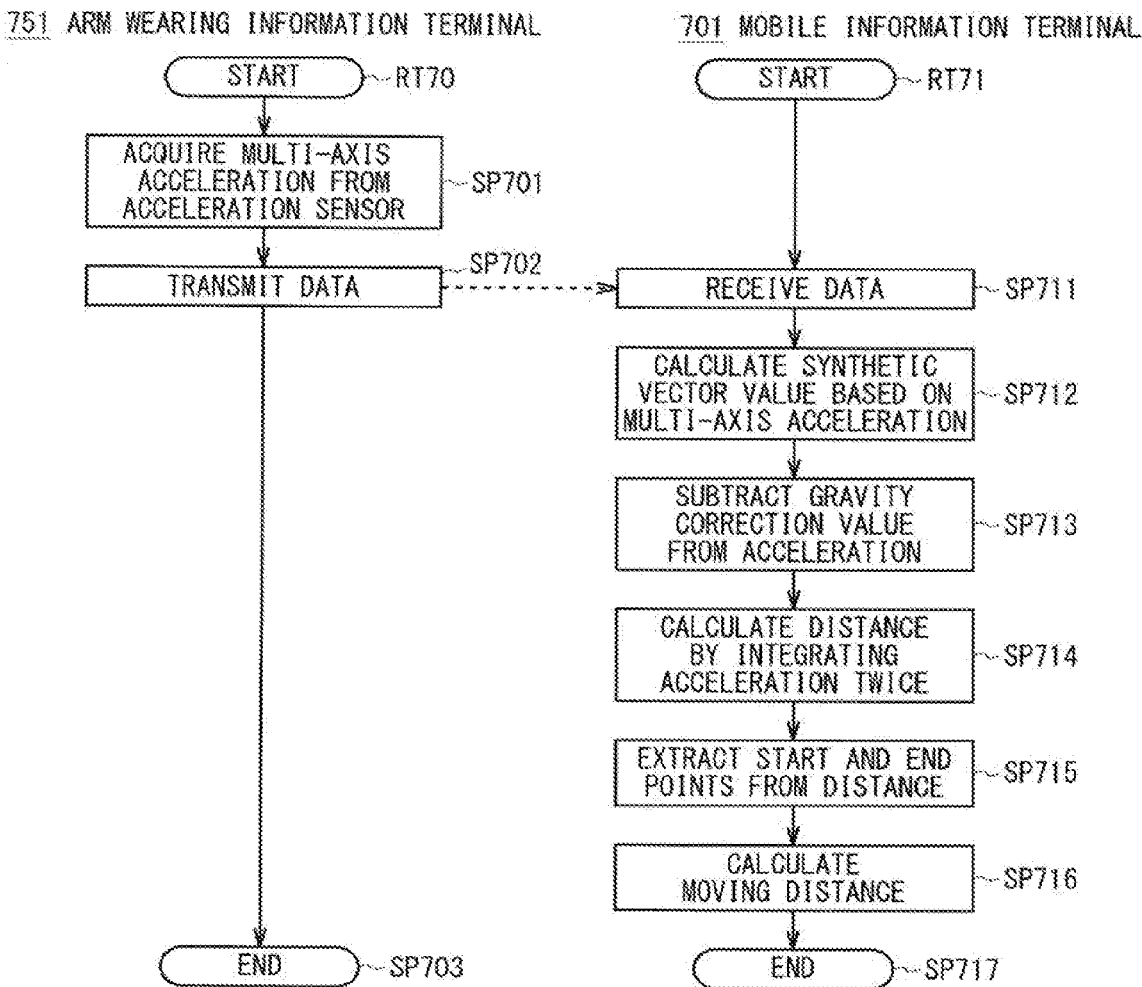 751 ARM WEARING INFORMATION TERMINAL
START
RT70
ACQUIRE MULTI-AXIS
ACCELERATION FROM
ACCELERATION SENSOR
SP701
TRANSMIT DATA
SP702
END
SP703
701 MOBILE INFORMATION TERMINAL
START
RT71
RECEIVE DATA
SP711
CALCULATE SYNTHETIC
VECTOR VALUE BASED ON
MULTI-AXIS ACCELERATION
SP712
SUBTRACT GRAVITY
CORRECTION VALUE
FROM ACCELERATION
SP713
CALCULATE DISTANCE
BY INTEGRATING
ACCELERATION TWICE
SP714
EXTRACT START AND END
POINTS FROM DISTANCE
SP715
CALCULATE
MOVING DISTANCE
SP716
END
SP717